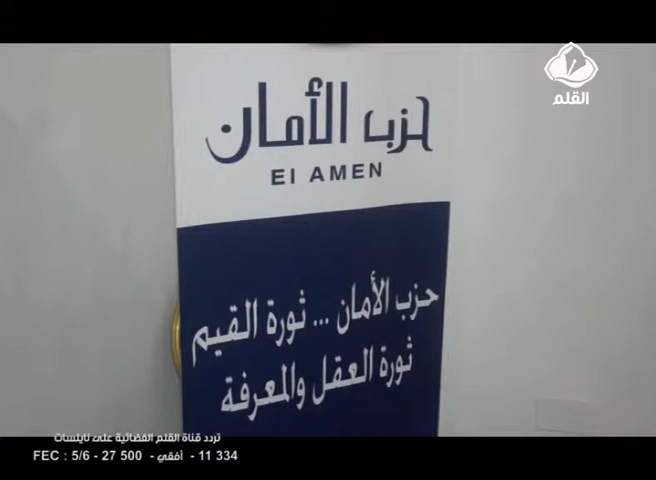 القلم
حزب الأمان
El AMEN
حزب الأمان ... ثورة القيم
ثورة العقل والمعرفة
تردد قناة القلم الفضائية على نايلسات
FEC : 5/6 - 27 500 - أفقي - 11 334